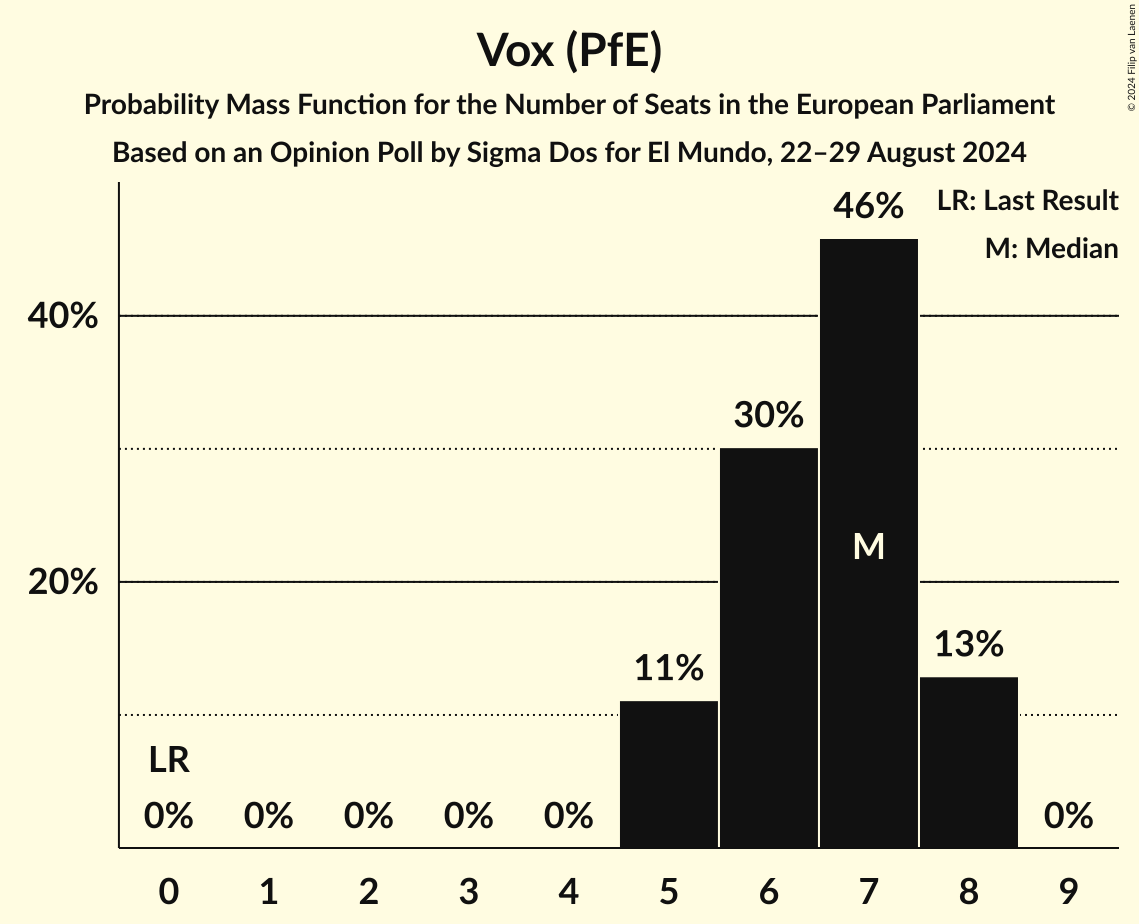 Vox (PfE)
Probability Mass Function for the Number of Seats in the European Parliament
Based on an Opinion Poll by Sigma Dos for El Mundo, 22–29 August 2024
© 2024 Filip van Laenen
LR: Last Result
M: Median
40%
20%
LR
0%
0%
0%
0%
0%
11%
30%
46%
M
13%
0%
0 1 2 3 4 5 6 7 8 9